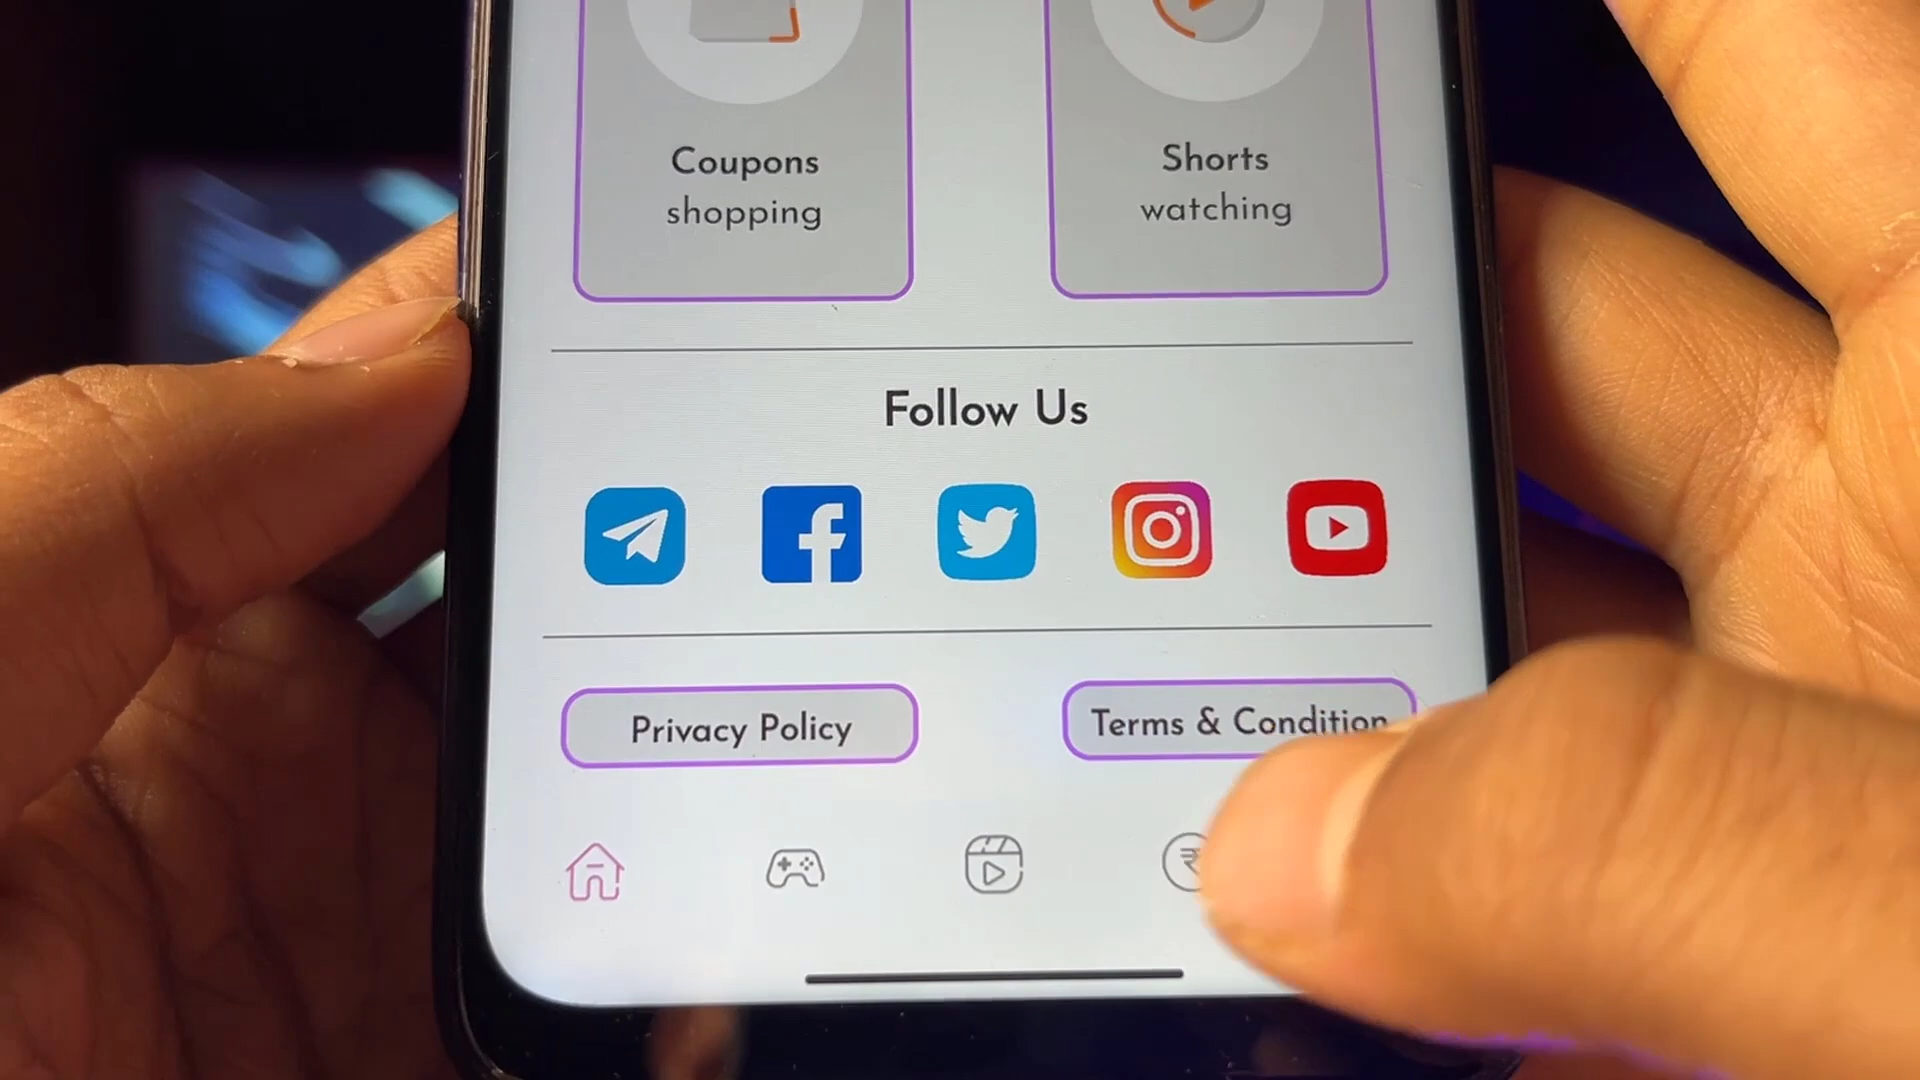 Coupons
shopping
Shorts
watching
Follow Us
Privacy Policy
Terms & Condition
₹